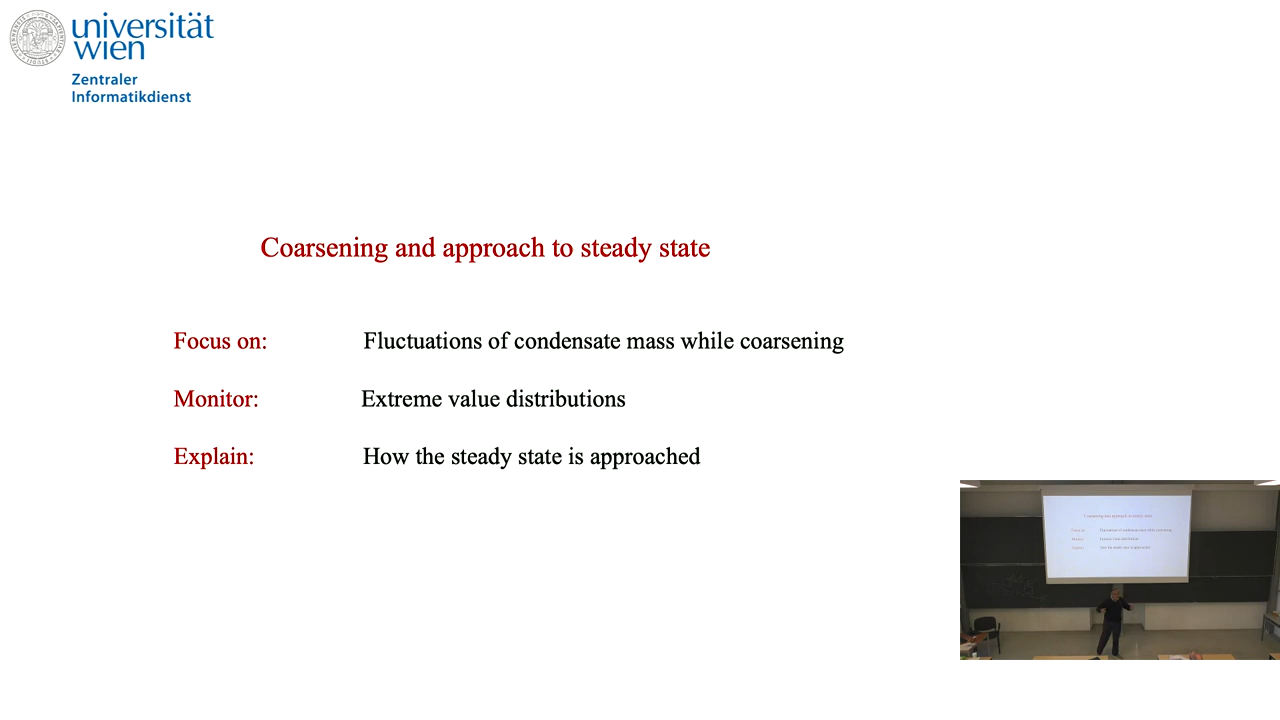 universität
wien
Zentraler
Informatikdienst
Coarsening and approach to steady state
Focus on: Fluctuations of condensate mass while coarsening
Monitor: Extreme value distributions
Explain: How the steady state is approached